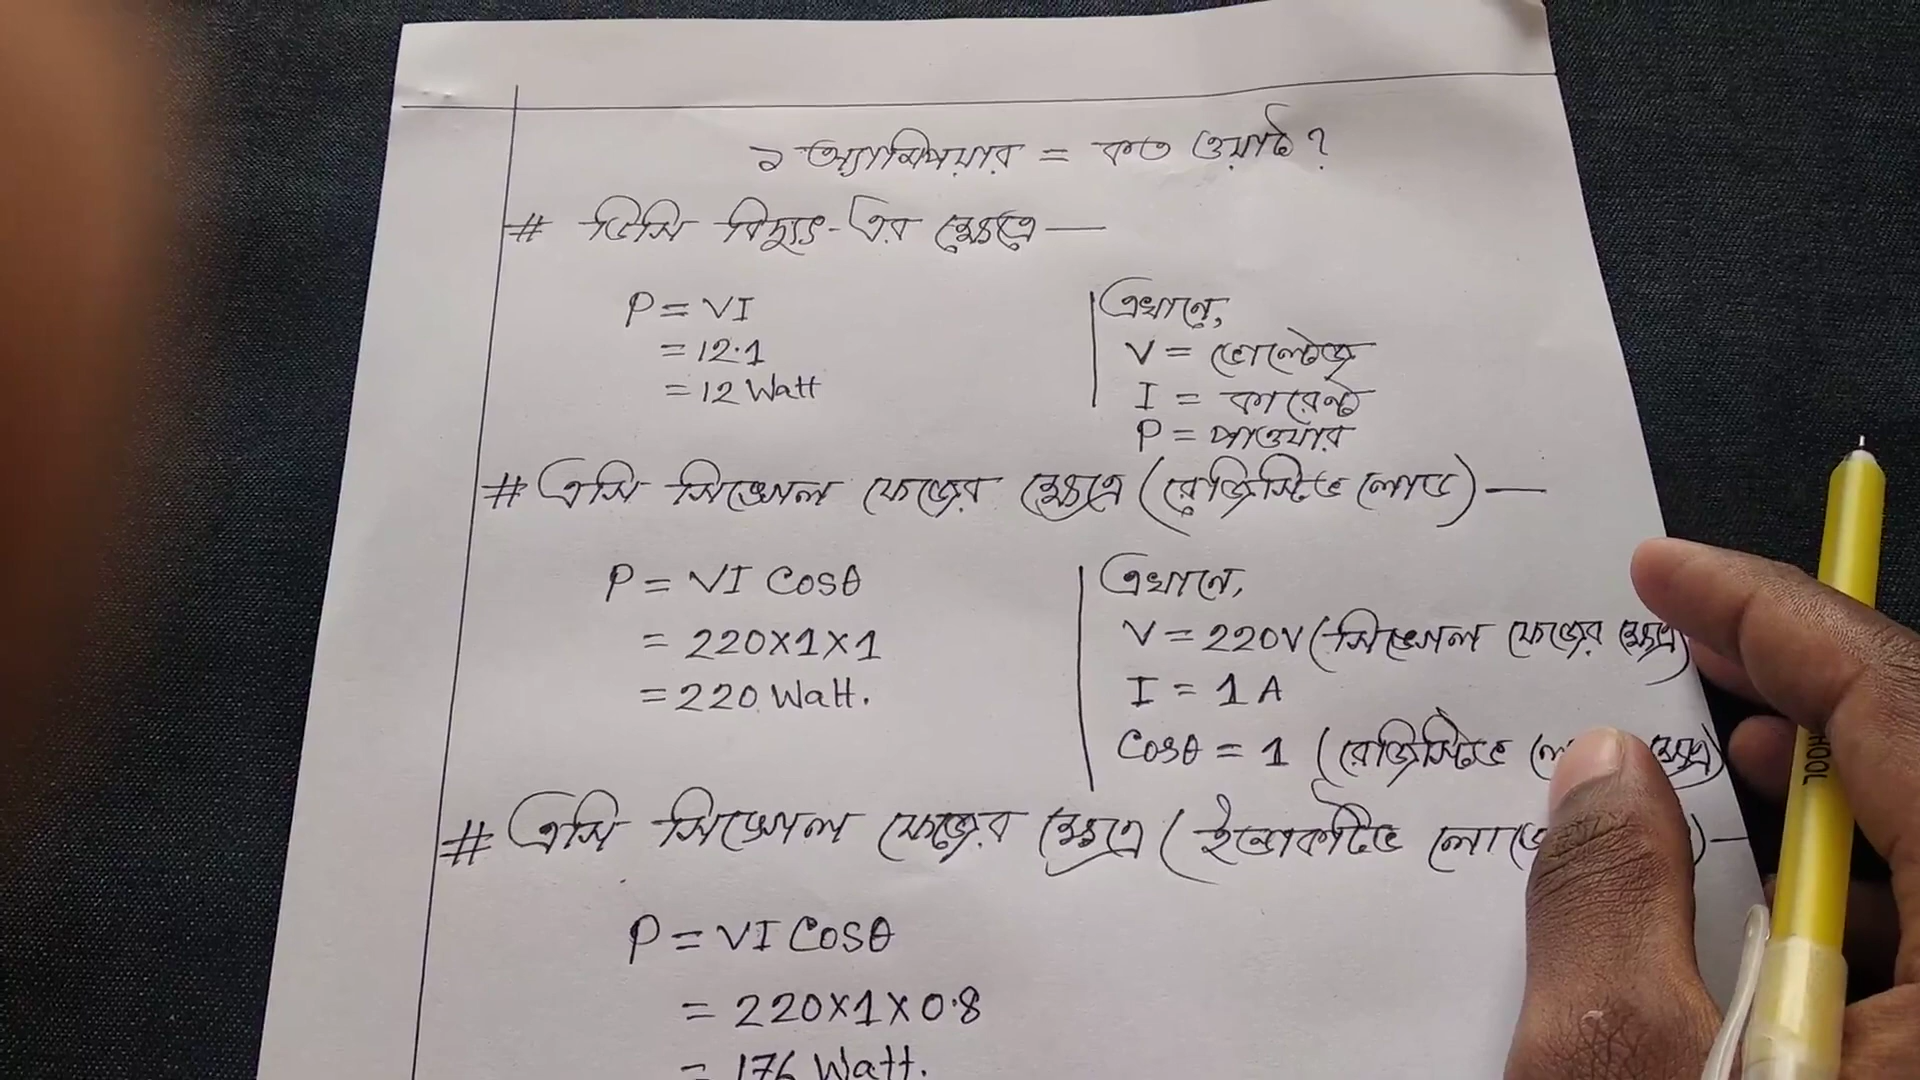 ১ অ্যামিপয়ার = কত ওয়াট?
# ডিসি বিদ্যুৎ-এর ক্ষেত্রে —
P = VI
= 12·1
= 12 Watt
এখানে,
V = ভোল্টেজ
I = কারেন্ট
P = পাওয়ার
# এসি সিঙ্গেল ফেজের ক্ষেত্রে (রেজিস্টিভ লোড) —
P = VI Cosθ
= 220×1×1
= 220 Watt.
এখানে,
V = 220V (সিঙ্গেল ফেজের ক্ষেত্রে)
I = 1 A
Cosθ = 1 (রেজিস্টিভ ক্ষেত্রে)
# এসি সিঙ্গেল ফেজের ক্ষেত্রে (ইন্ডাকটিভ ) —
P = VI Cosθ
= 220×1×0·8
= 176 Watt.